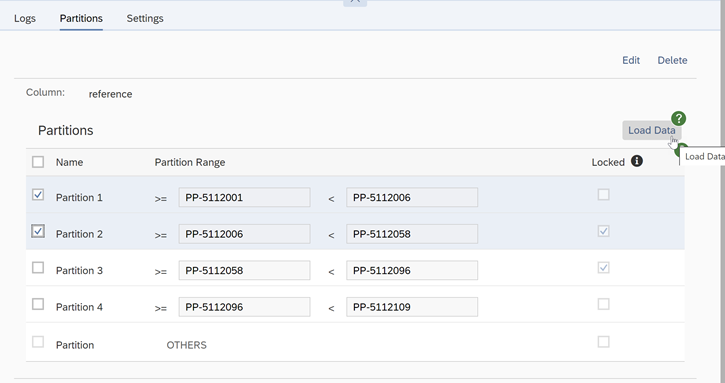 Logs Partitions Settings
Edit Delete
Column: reference
Partitions Load Data ?
Load Data
Name Partition Range Locked i
Partition 1 >= PP-5112001 < PP-5112006
Partition 2 >= PP-5112006 < PP-5112058
Partition 3 >= PP-5112058 < PP-5112096
Partition 4 >= PP-5112096 < PP-5112109
Partition OTHERS